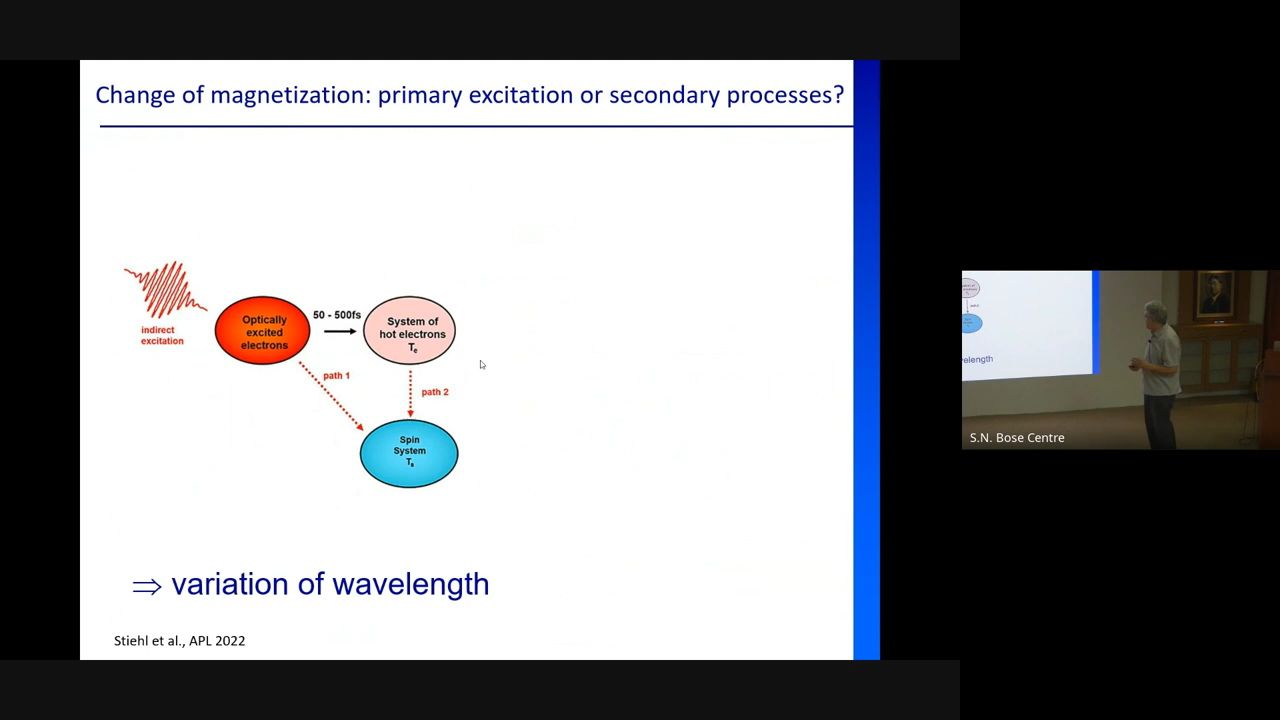 Change of magnetization: primary excitation or secondary processes?
indirect
excitation
Optically
excited
electrons
50 - 500fs
System of
hot electrons
Te
path 1
path 2
Spin
System
Ts
⇒ variation of wavelength
Stiehl et al., APL 2022
elength
S.N. Bose Centre